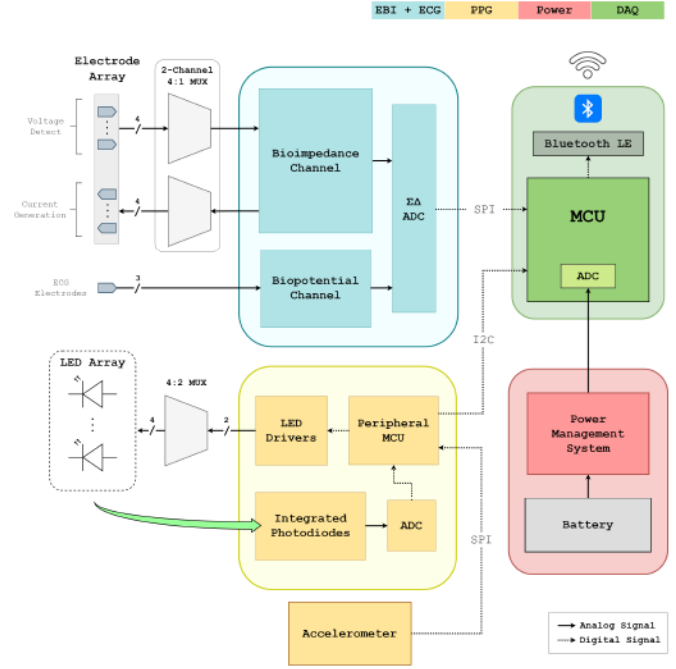 EBI + ECG PPG Power DAQ
Electrode
Array
2-Channel
4:1 MUX
Voltage
Detect
4
Current
Generation
4
ECG
Electrodes
3
Bioimpedance
Channel
Biopotential
Channel
ΣΔ
ADC
SPI
Bluetooth LE
MCU
ADC
I2C
LED Array
4:2 MUX
4
2
LED
Drivers
Peripheral
MCU
Integrated
Photodiodes
ADC
SPI
Accelerometer
Power
Management
System
Battery
Analog Signal
Digital Signal